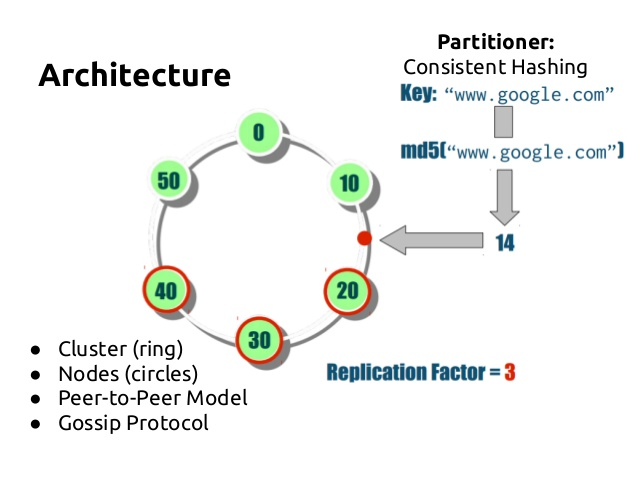 Architecture
Partitioner:
Consistent Hashing
Key: “www.google.com”
md5(“www.google.com”)
14
0
10
20
30
40
50
● Cluster (ring)
● Nodes (circles)
● Peer-to-Peer Model
● Gossip Protocol
Replication Factor = 3